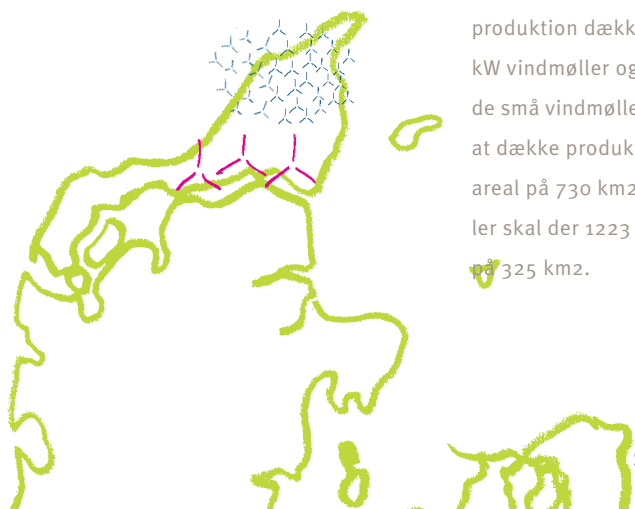 produktion dækk
kW vindmøller og
de små vindmølle
at dække produk
areal på 730 km2
ler skal der 1223
på 325 km2.